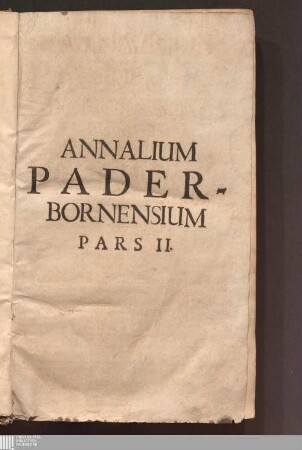 ANNALIUM
PADER-
BORNENSIUM
PARS II.